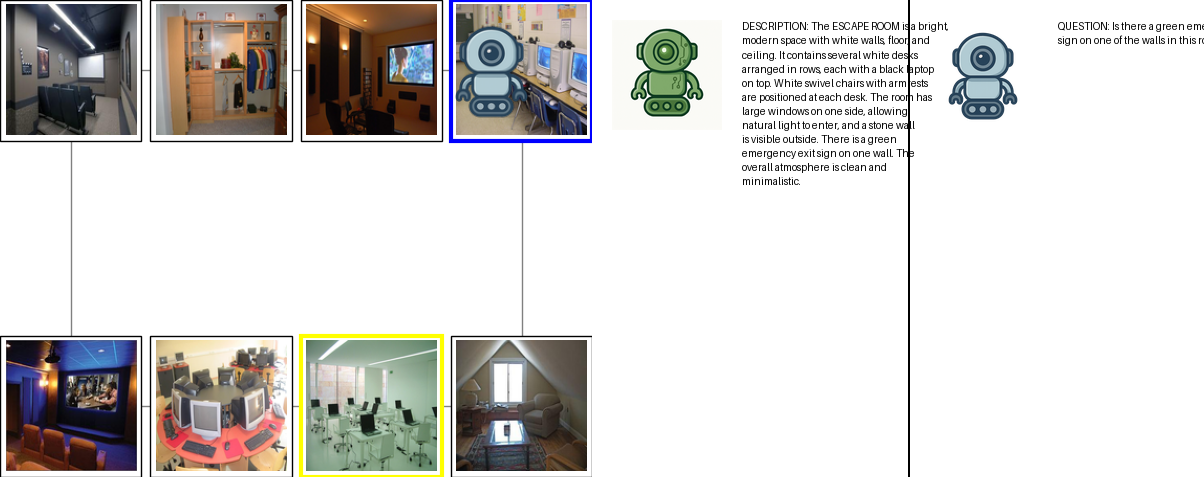 DESCRIPTION: The ESCAPE ROOM is a bright,
modern space with white walls, floor, and
ceiling. It contains several white desks
arranged in rows, each with a black laptop
on top. White swivel chairs with armrests
are positioned at each desk. The room has
large windows on one side, allowing
natural light to enter, and a stone wall
is visible outside. There is a green
emergency exit sign on one wall. The
overall atmosphere is clean and
minimalistic.
QUESTION: Is there a green eme
sign on one of the walls in this ro